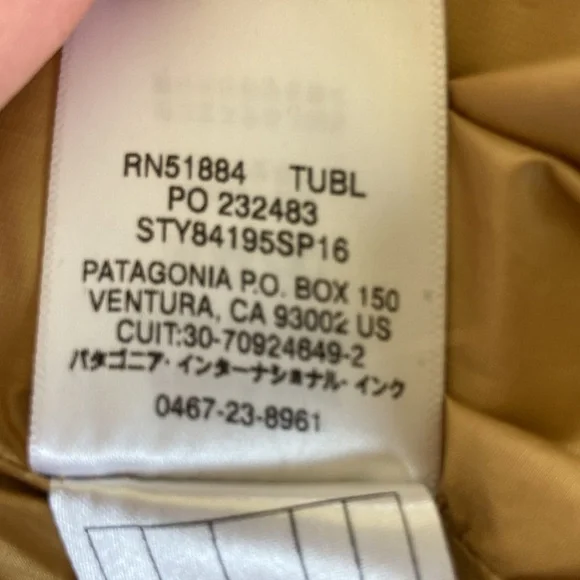 RN51884 TUBL
PO 232483
STY84195SP16
PATAGONIA P.O. BOX 150
VENTURA, CA 93002 US
CUIT:30-70924649-2
パタゴニア・インターナショナル・インク
0467-23-8961